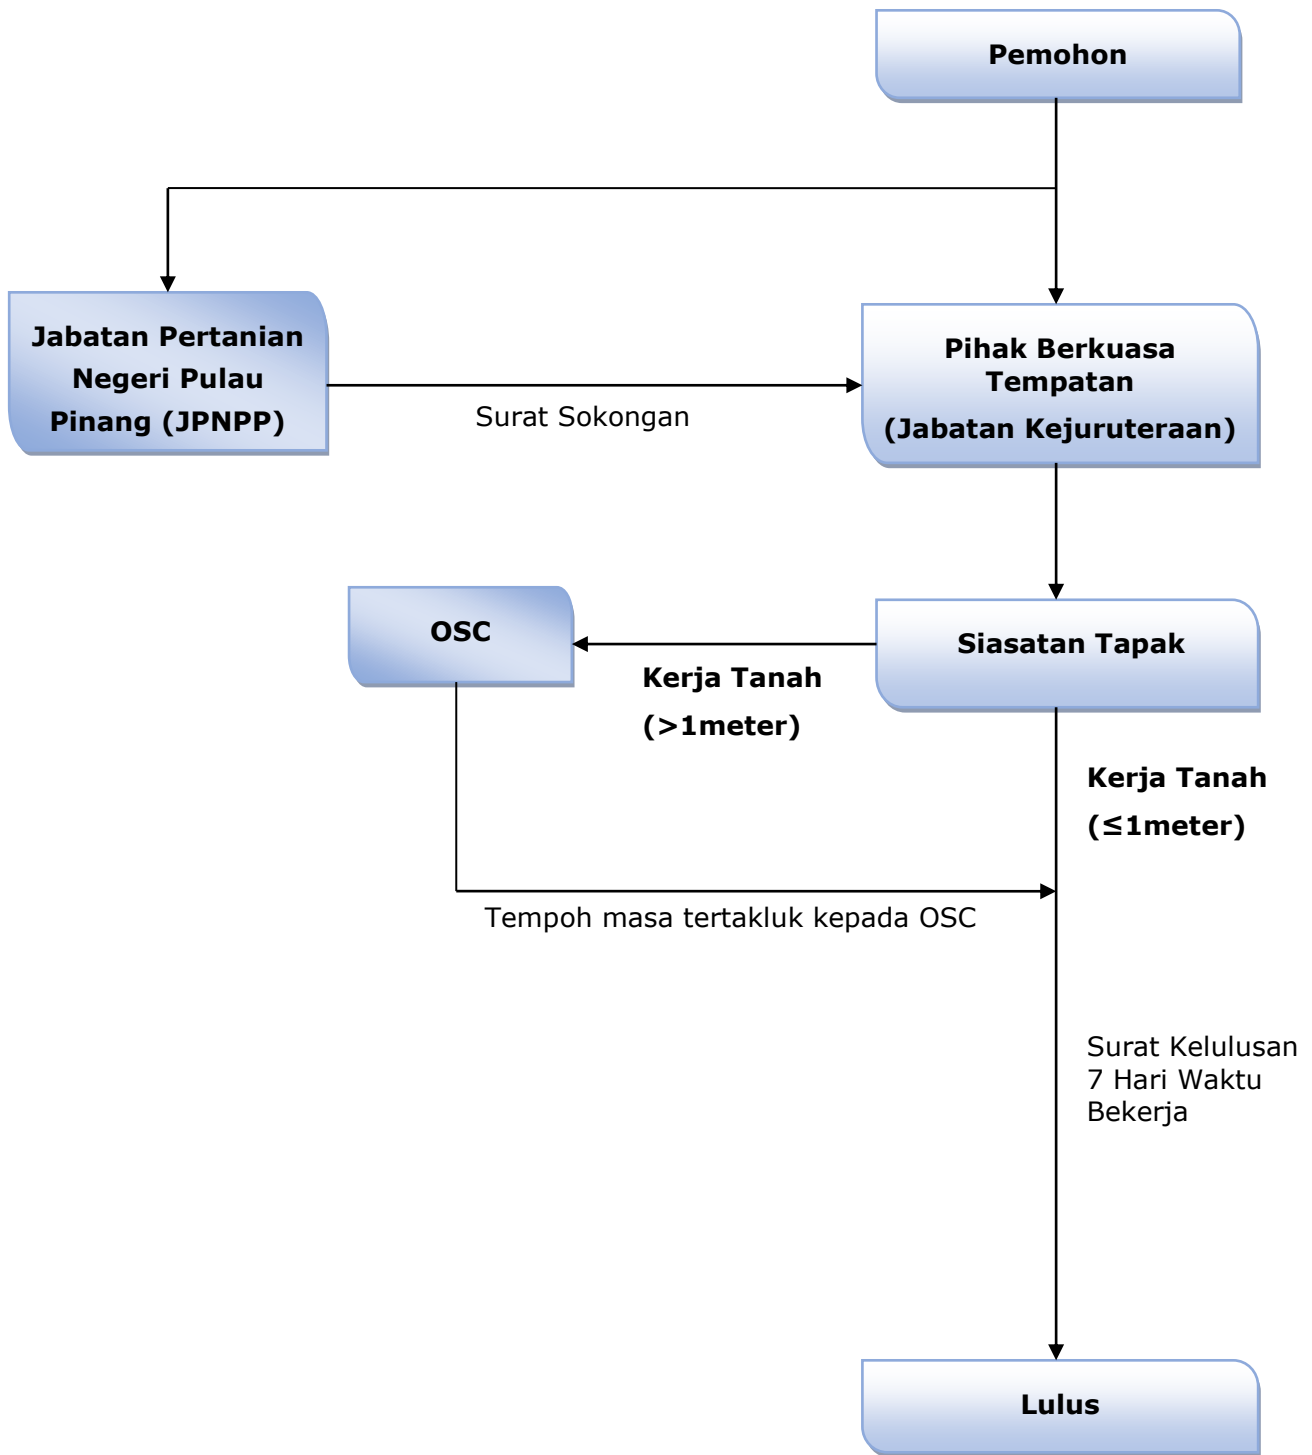 Pemohon
Jabatan Pertanian
Negeri Pulau
Pinang (JPNPP)
Surat Sokongan
Pihak Berkuasa
Tempatan
(Jabatan Kejuruteraan)
OSC
Kerja Tanah
(>1meter)
Siasatan Tapak
Kerja Tanah
(≤1meter)
Tempoh masa tertakluk kepada OSC
Surat Kelulusan
7 Hari Waktu
Bekerja
Lulus